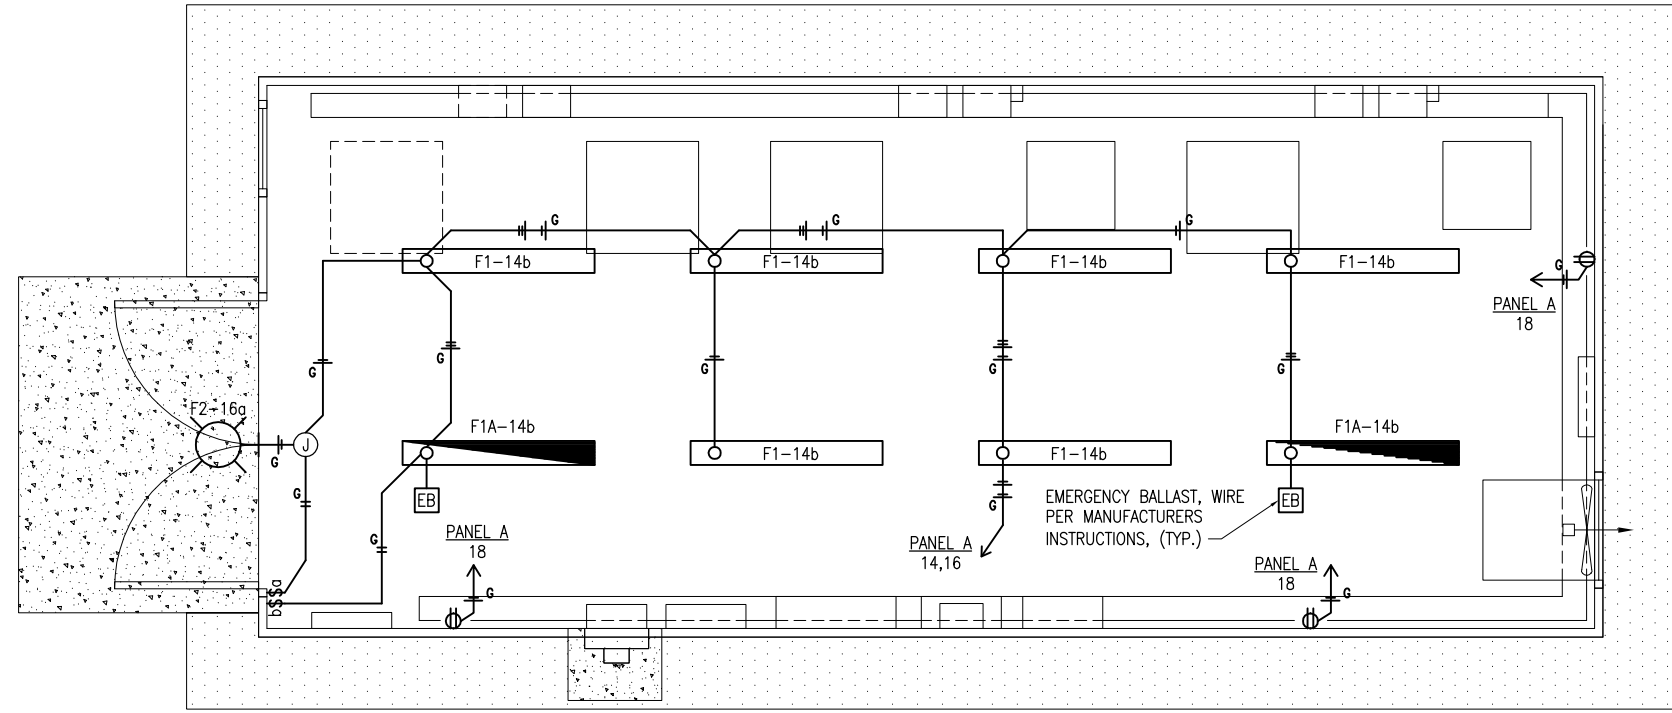 G
G
G
F1-14b
F1-14b
F1-14b
F1-14b
G
PANEL A
18
G
G
G
G
G
F2-16a
J
G
F1A-14b
F1-14b
F1-14b
F1A-14b
G
G
G
EB
EB
EMERGENCY BALLAST, WIRE
PER MANUFACTURERS
INSTRUCTIONS, (TYP.)
PANEL A
18
PANEL A
14,16
PANEL A
18
b$$a
G
G